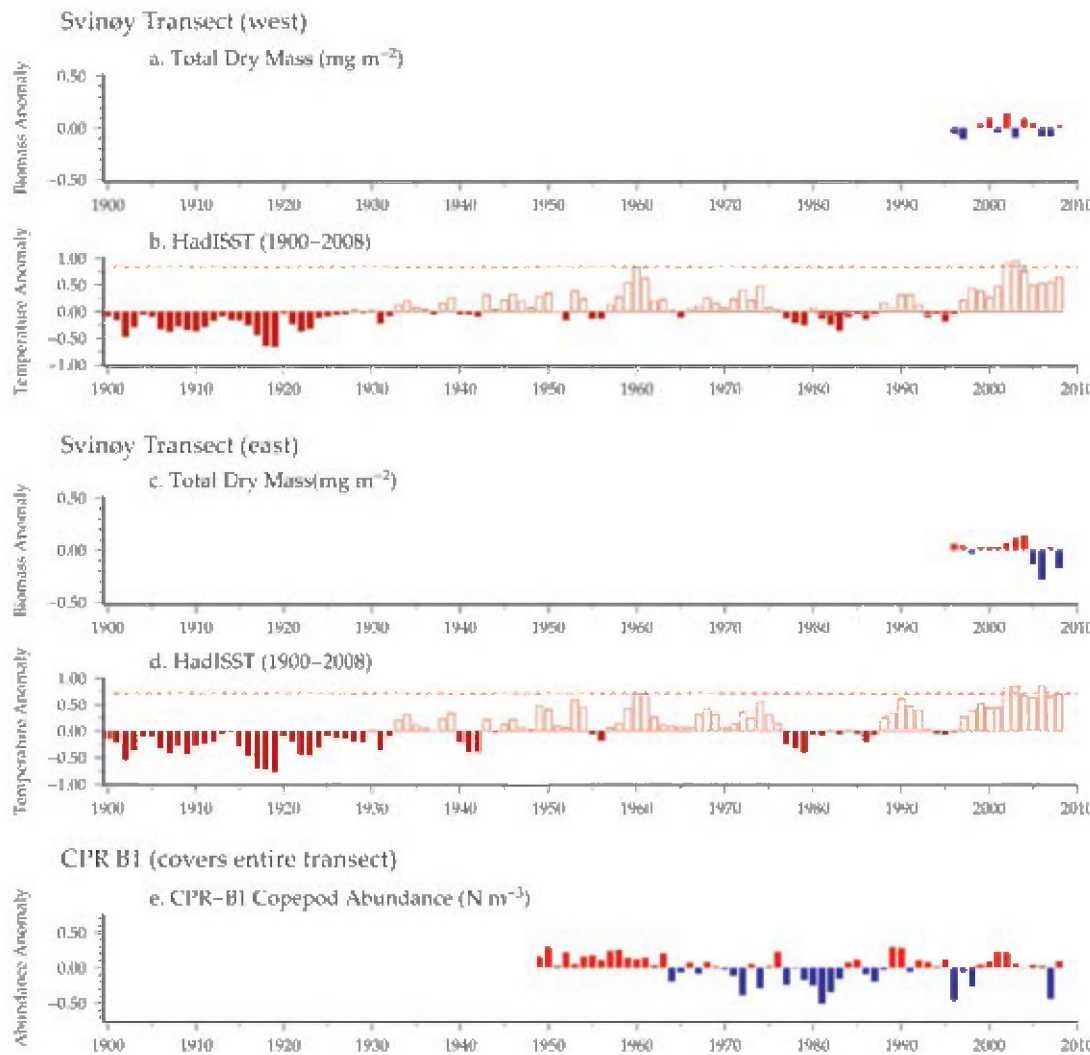 Svinøy Transect (west)
a. Total Dry Mass (mg m⁻²)
Biomass Anomaly
0.50
0.00
−0.50
1900 1910 1920 1930 1940 1950 1960 1970 1980 1990 2000 2010
b. HadISST (1900−2008)
Temperature Anomaly
1.00
0.50
0.00
−0.50
−1.00
1900 1910 1920 1930 1940 1950 1960 1970 1980 1990 2000 2010
Svinøy Transect (east)
c. Total Dry Mass(mg m⁻²)
Biomass Anomaly
0.50
0.00
−0.50
1900 1910 1920 1930 1940 1950 1960 1970 1980 1990 2000 2010
d. HadISST (1900−2008)
Temperature Anomaly
1.00
0.50
0.00
−0.50
−1.00
1900 1910 1920 1930 1940 1950 1960 1970 1980 1990 2000 2010
CPR B1 (covers entire transect)
e. CPR−B1 Copepod Abundance (N m⁻³)
Abundance Anomaly
0.50
0.00
−0.50
1900 1910 1920 1930 1940 1950 1960 1970 1980 1990 2000 2010